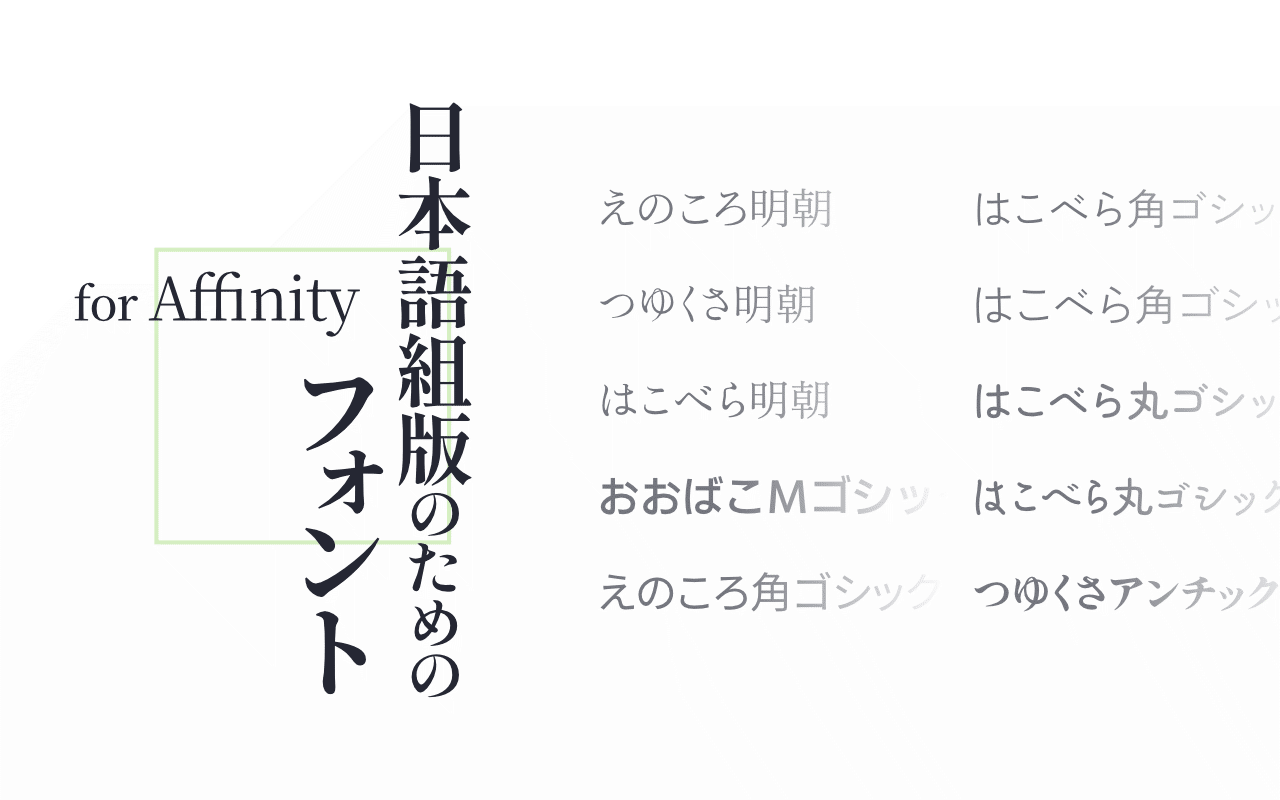 日本語組版のための
フォント
for Affinity
えのころ明朝
つゆくさ明朝
はこべら明朝
おおばこMゴシッ
えのころ角ゴシック
はこべら角ゴシッ
はこべら角ゴシッ
はこべら丸ゴシッ
はこべら丸ゴシック
つゆくさアンチック